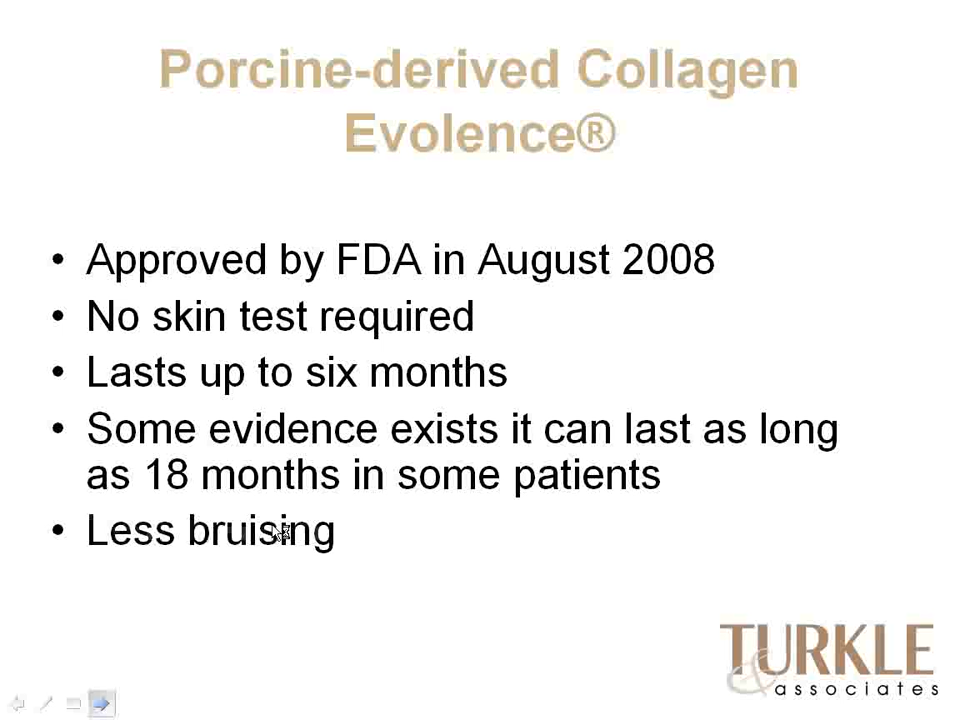 Porcine-derived Collagen
Evolence®
• Approved by FDA in August 2008
• No skin test required
• Lasts up to six months
• Some evidence exists it can last as long
as 18 months in some patients
• Less bruising
TURKLE
& associates